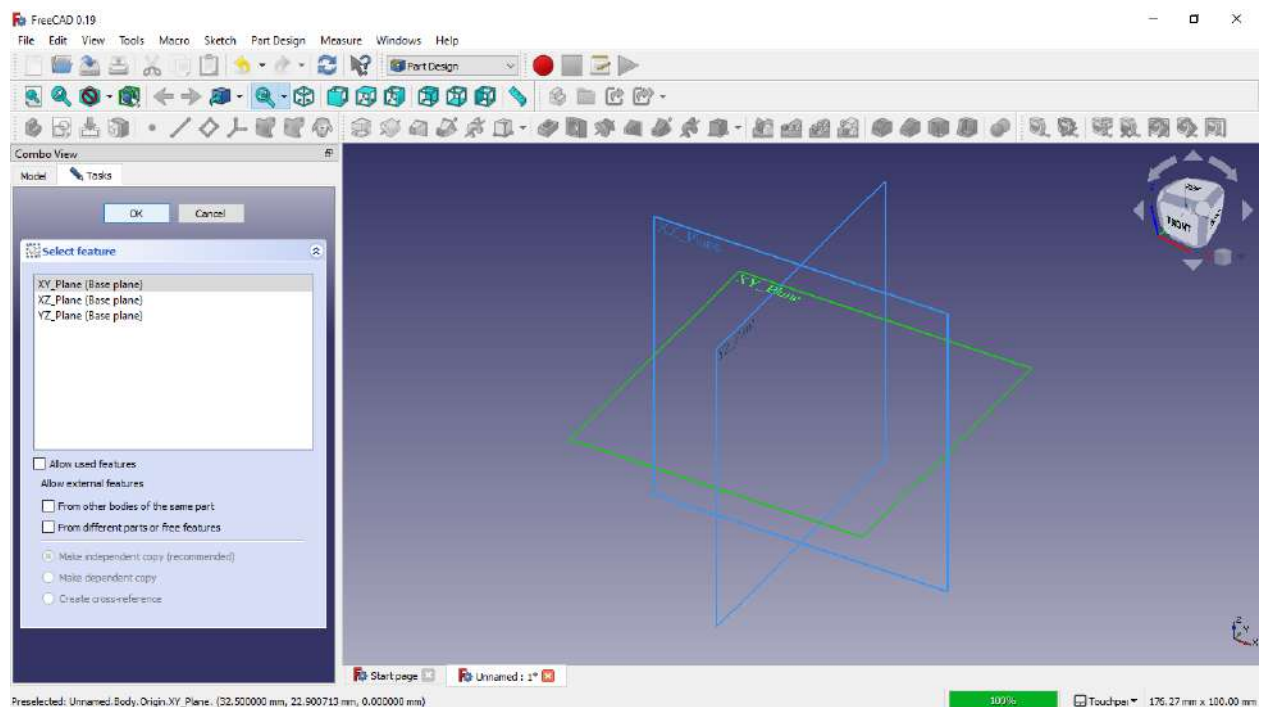 FreeCAD 0.19
File Edit View Tools Macro Sketch Part Design Measure Windows Help
Part Design
Combo View
Model Tasks
OK Cancel
Select feature
XY_Plane (Base plane)
XZ_Plane (Base plane)
YZ_Plane (Base plane)
Allow used features
Allow external features
From other bodies of the same part
From different parts or free features
Make independent copy (recommended)
Make dependent copy
Create cross-reference
XZ_Plane
XY_Plane
FRONT
Z
Y
X
Start page Unnamed : 1*
Preselected: Unnamed.Body.Origin.XY_Plane. (32.500000 mm, 22.900713 mm, 0.000000 mm)
100% Touchpad 176.27 mm x 100.00 mm